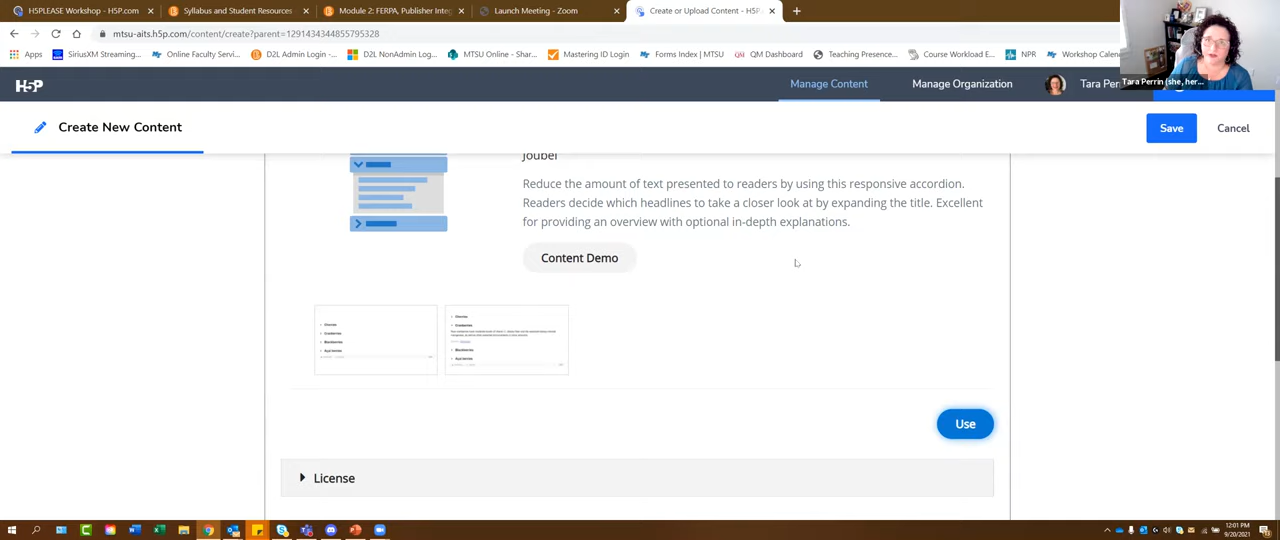 H5PLEASE Workshop - H5P.com
Syllabus and Student Resources
Module 2: FERPA, Publisher Inte
Launch Meeting - Zoom
Create or Upload Content - H5P
mtsu-aits.h5p.com/content/create?parent=1291434344855795328
Apps
SiriusXM Streaming...
Online Faculty Servi...
D2L Admin Login -...
D2L NonAdmin Log...
MTSU Online - Shar...
Mastering ID Login
Forms Index | MTSU
QM Dashboard
Teaching Presence...
Course Workload E...
NPR
Workshop Calen
Tara Perrin (she, her...
H5P
Manage Content
Manage Organization
Tara Per
Create New Content
Save
Cancel
Joubel
Reduce the amount of text presented to readers by using this responsive accordion.
Readers decide which headlines to take a closer look at by expanding the title. Excellent
for providing an overview with optional in-depth explanations.
Content Demo
Use
License
12:01 PM
9/20/2021